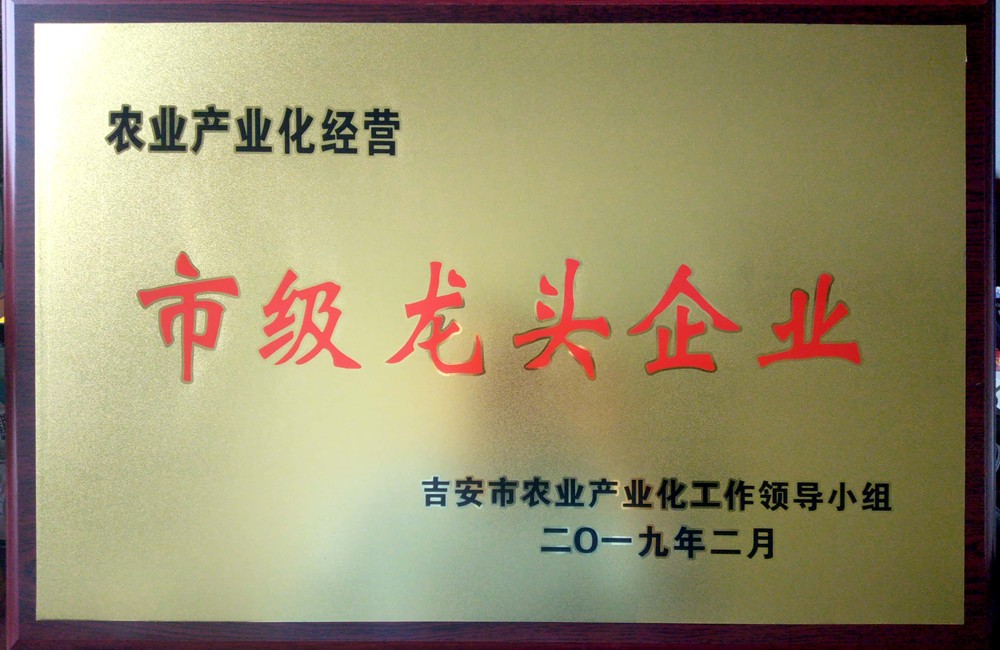 农业产业化经营
市级龙头企业
吉安市农业产业化工作领导小组
二O一九年二月